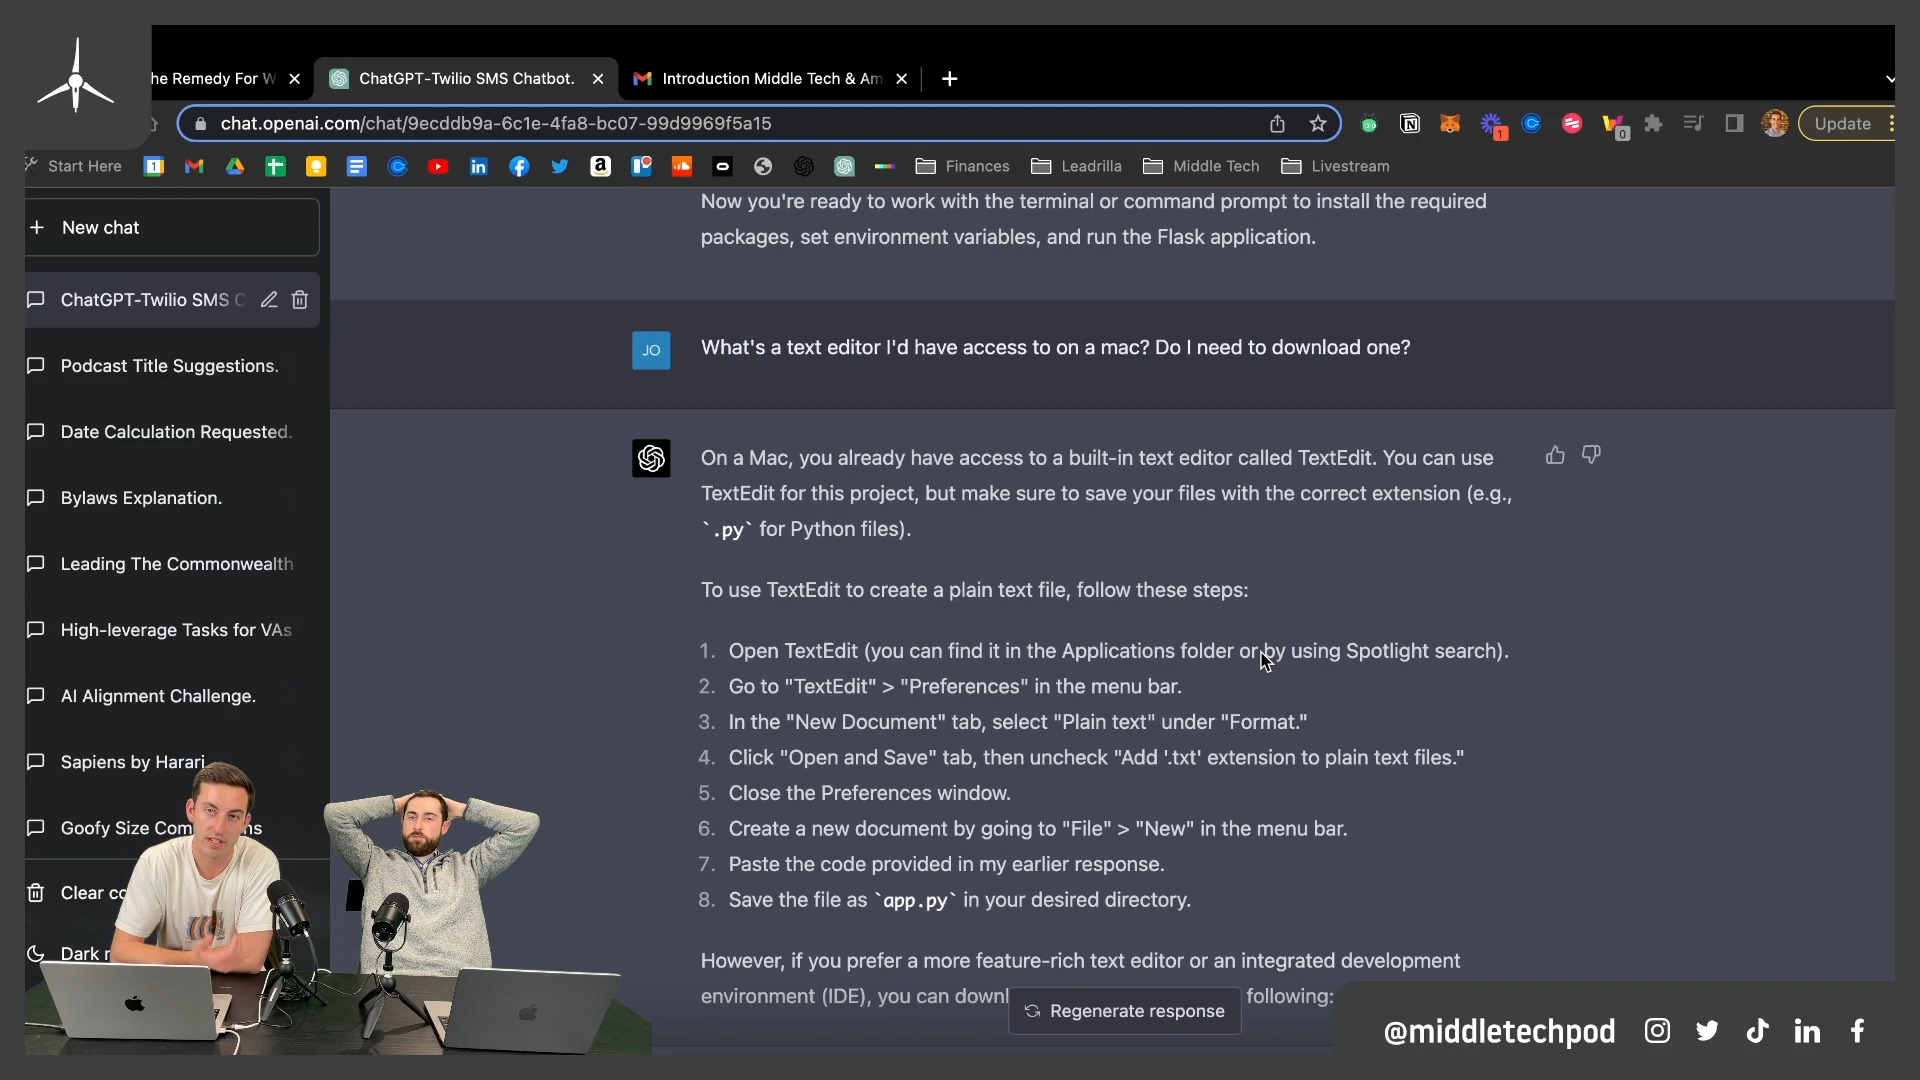 he Remedy For W
ChatGPT-Twilio SMS Chatbot.
Introduction Middle Tech & Am
chat.openai.com/chat/9ecddb9a-6c1e-4fa8-bc07-99d9969f5a15
1
0
Update
Start Here
1
Finances
Leadrilla
Middle Tech
Livestream
New chat
ChatGPT-Twilio SMS C
Podcast Title Suggestions.
Date Calculation Requested.
Bylaws Explanation.
Leading The Commonwealth
High-leverage Tasks for VAs
AI Alignment Challenge.
Sapiens by Harari
Goofy Size Com ns
Clear co
Dark r
Now you're ready to work with the terminal or command prompt to install the required
packages, set environment variables, and run the Flask application.
JO
What's a text editor I'd have access to on a mac? Do I need to download one?
On a Mac, you already have access to a built-in text editor called TextEdit. You can use
TextEdit for this project, but make sure to save your files with the correct extension (e.g.,
`.py` for Python files).
To use TextEdit to create a plain text file, follow these steps:
1. Open TextEdit (you can find it in the Applications folder or by using Spotlight search).
2. Go to "TextEdit" > "Preferences" in the menu bar.
3. In the "New Document" tab, select "Plain text" under "Format."
4. Click "Open and Save" tab, then uncheck "Add '.txt' extension to plain text files."
5. Close the Preferences window.
6. Create a new document by going to "File" > "New" in the menu bar.
7. Paste the code provided in my earlier response.
8. Save the file as `app.py` in your desired directory.
However, if you prefer a more feature-rich text editor or an integrated development
environment (IDE), you can downl following:
Regenerate response
@middletechpod